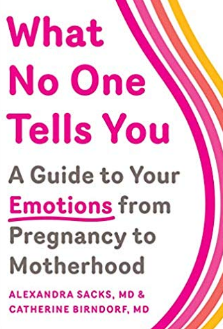 What
No One
Tells You
A Guide to Your
Emotions from
Pregnancy to
Motherhood
ALEXANDRA SACKS, MD &
CATHERINE BIRNDORF, MD